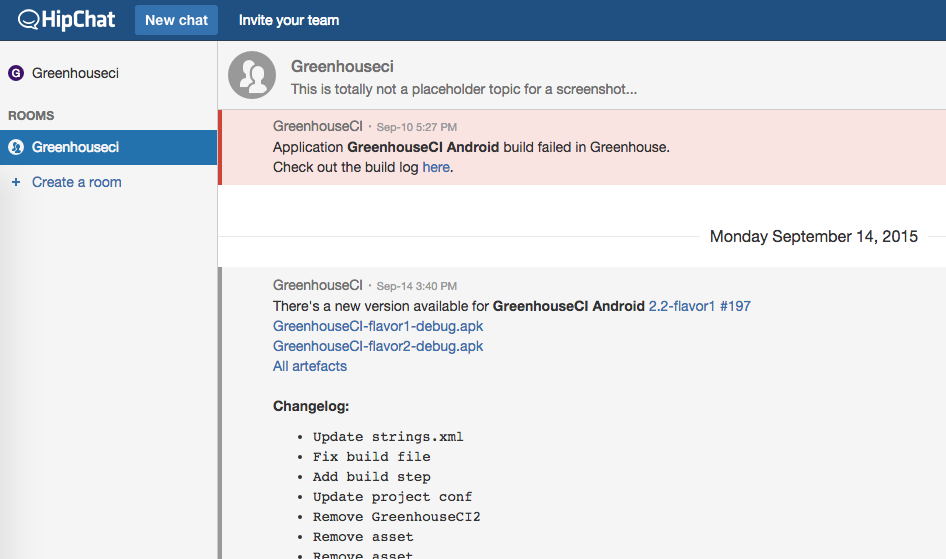 HipChat New chat Invite your team
G Greenhouseci
ROOMS
Greenhouseci
+ Create a room
Greenhouseci
This is totally not a placeholder topic for a screenshot...
GreenhouseCI · Sep-10 5:27 PM
Application GreenhouseCI Android build failed in Greenhouse.
Check out the build log here.
Monday September 14, 2015
GreenhouseCI · Sep-14 3:40 PM
There's a new version available for GreenhouseCI Android 2.2-flavor1 #197
GreenhouseCI-flavor1-debug.apk
GreenhouseCI-flavor2-debug.apk
All artefacts
Changelog:
• Update strings.xml
• Fix build file
• Add build step
• Update project conf
• Remove GreenhouseCI2
• Remove asset
• Remove asset